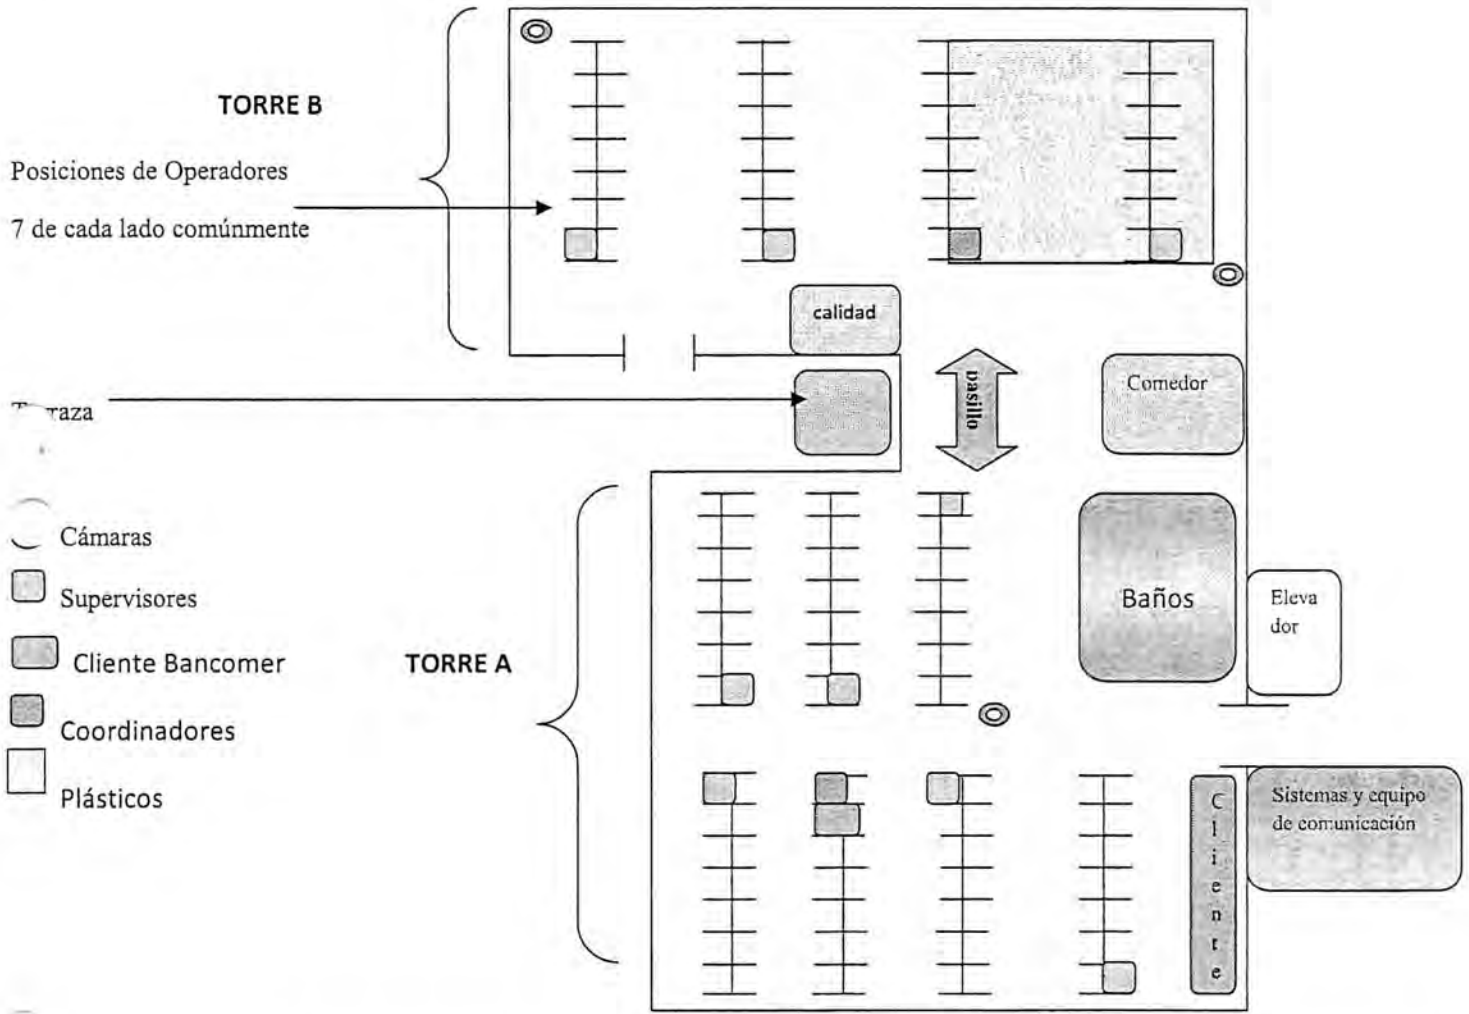 TORRE B
Posiciones de Operadores
7 de cada lado comúnmente
calidad
pasillo
Comedor
Cámaras
Supervisores
Cliente Bancomer
Coordinadores
Plásticos
TORRE A
Baños
Eleva
dor
Cliente
Sistemas y equipo
de comunicación